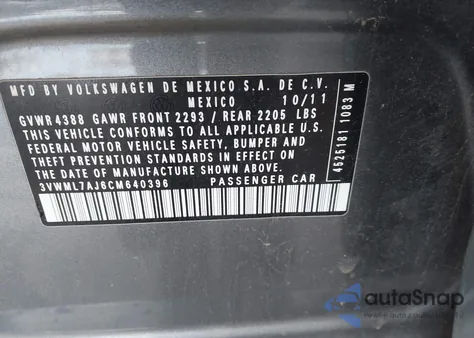 MFD BY VOLKSWAGEN DE MEXICO S.A. DE C.V.
MEXICO 10/11
GVWR 4388 GAWR FRONT 2293 / REAR 2205 LBS
THIS VEHICLE CONFORMS TO ALL APPLICABLE
FEDERAL MOTOR VEHICLE SAFETY, BUMPER AND
THEFT PREVENTION STANDARDS IN EFFECT ON
THE DATE OF MANUFACTURE SHOWN ABOVE.
3VWML7AJ6CM640396 PASSENGER CAR
4525181 1083 M
autoSnap